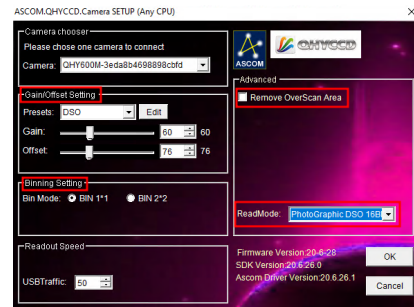 ASCOM.QHYCCD.Camera SETUP (Any CPU)
Camera chooser
Please chose one camera to connect
Camera: QHY600M-3eda8b4698898cbfd
ASCOM
QHYCCD
Gain/Offset Setting
Presets: DSO Edit
Gain: 60 60
Offset: 76 76
Advanced
Remove OverScan Area
Binning Setting
Bin Mode: BIN 1*1 BIN 2*2
ReadMode: PhotoGraphic DSO 16BI
Readout Speed
USBTraffic: 50
Firmware Version:20-6-28
SDK Version:20.6.26.0
Ascom Driver Version:20.6.26.1
OK
Cancel